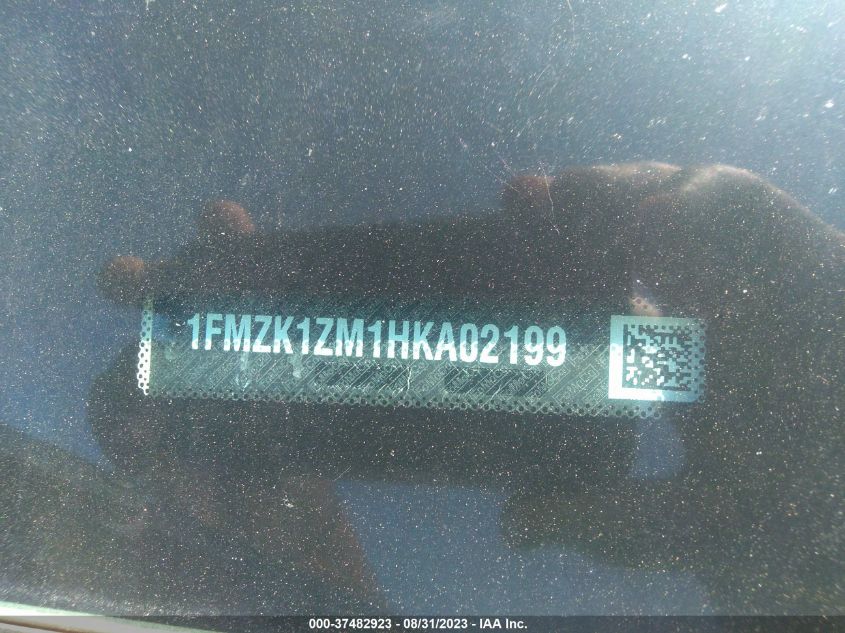 1FMZK1ZM1HKA02199
000-37482923 - 08/31/2023 - IAA Inc.